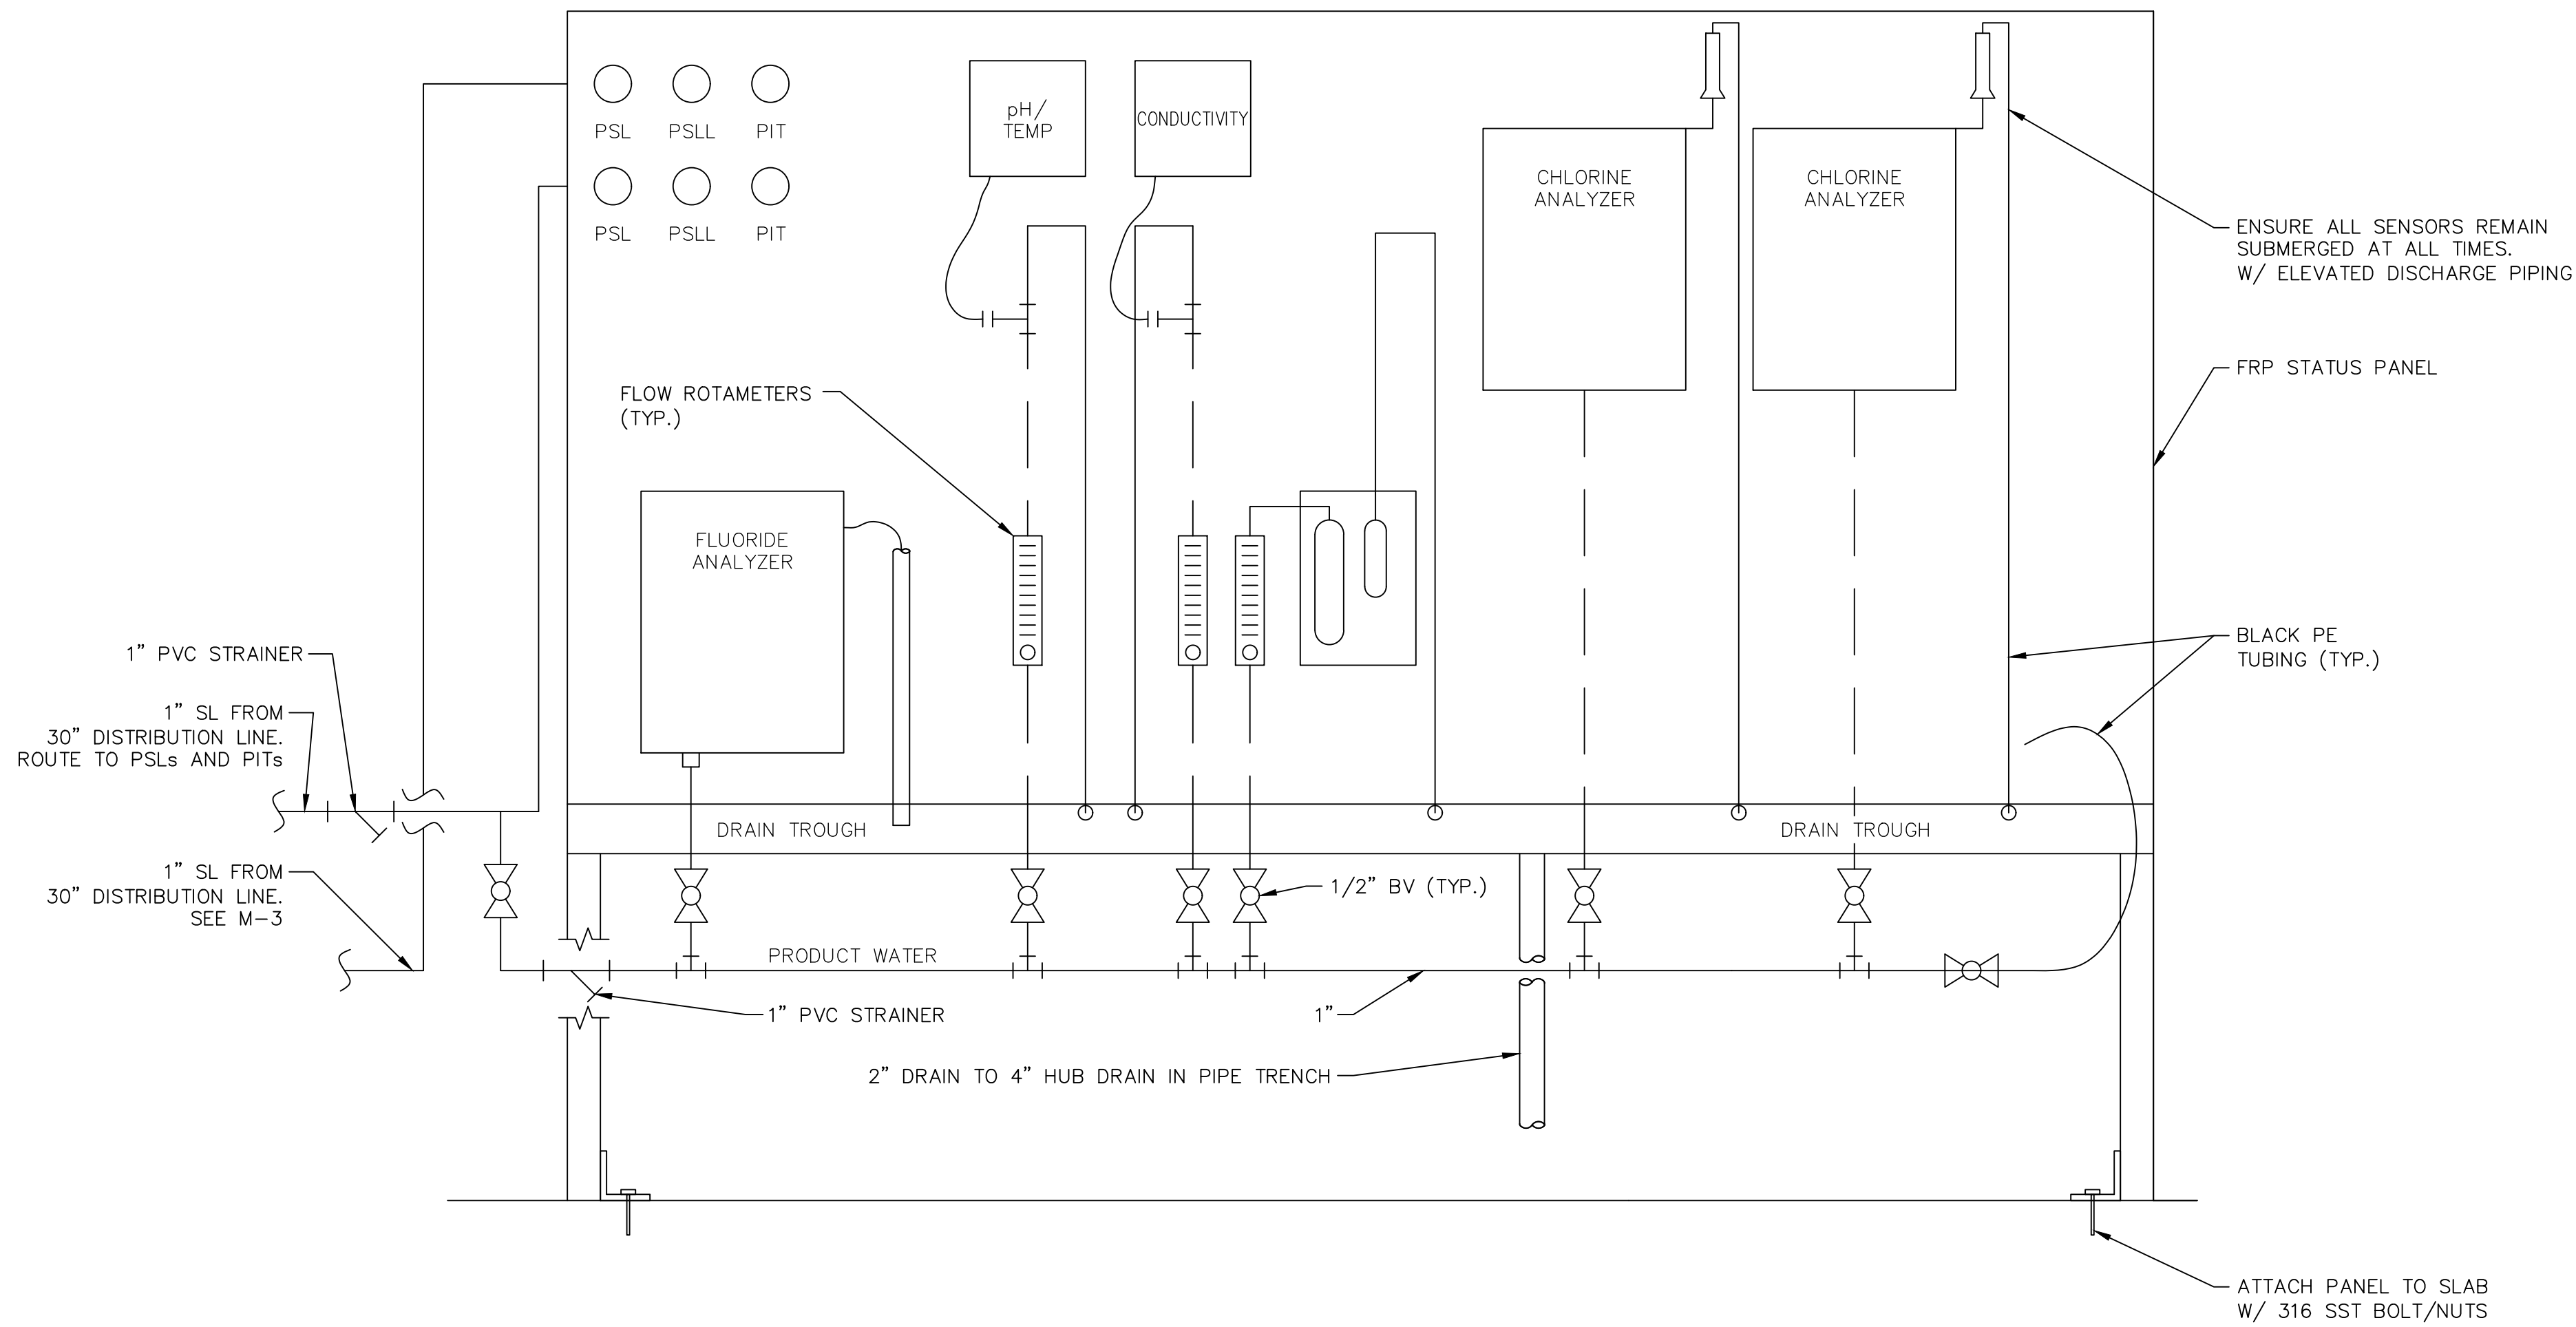 PSL PSLL PIT
PSL PSLL PIT
pH/
TEMP
CONDUCTIVITY
CHLORINE
ANALYZER
CHLORINE
ANALYZER
ENSURE ALL SENSORS REMAIN
SUBMERGED AT ALL TIMES.
W/ ELEVATED DISCHARGE PIPING
FRP STATUS PANEL
FLOW ROTAMETERS
(TYP.)
FLUORIDE
ANALYZER
1" PVC STRAINER
1" SL FROM
30" DISTRIBUTION LINE.
ROUTE TO PSLs AND PITs
BLACK PE
TUBING (TYP.)
DRAIN TROUGH
DRAIN TROUGH
1" SL FROM
30" DISTRIBUTION LINE.
SEE M-3
1/2" BV (TYP.)
PRODUCT WATER
1" PVC STRAINER
1"
2" DRAIN TO 4" HUB DRAIN IN PIPE TRENCH
ATTACH PANEL TO SLAB
W/ 316 SST BOLT/NUTS